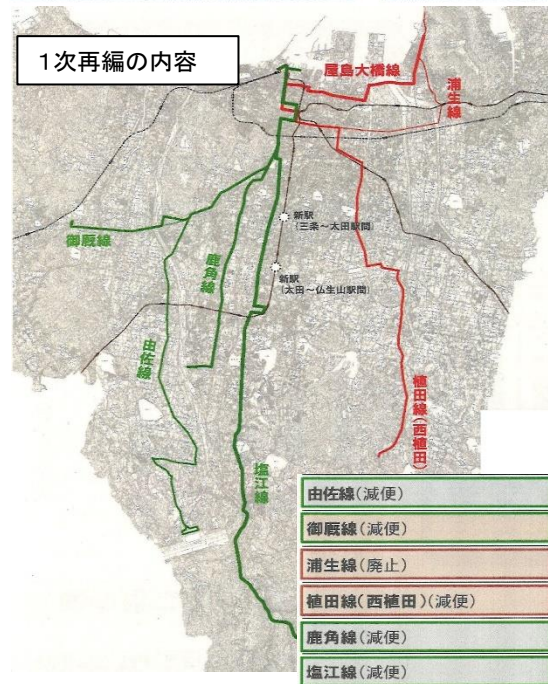 1次再編の内容
屋島大橋線
浦生線
新駅
(三条～太田駅間)
御厩線
鹿角線
新駅
(太田～仏生山駅間)
由佐線
植田線(西植田)
塩江線
由佐線(減便)
御厩線(減便)
浦生線(廃止)
植田線(西植田)(減便)
鹿角線(減便)
塩江線(減便)